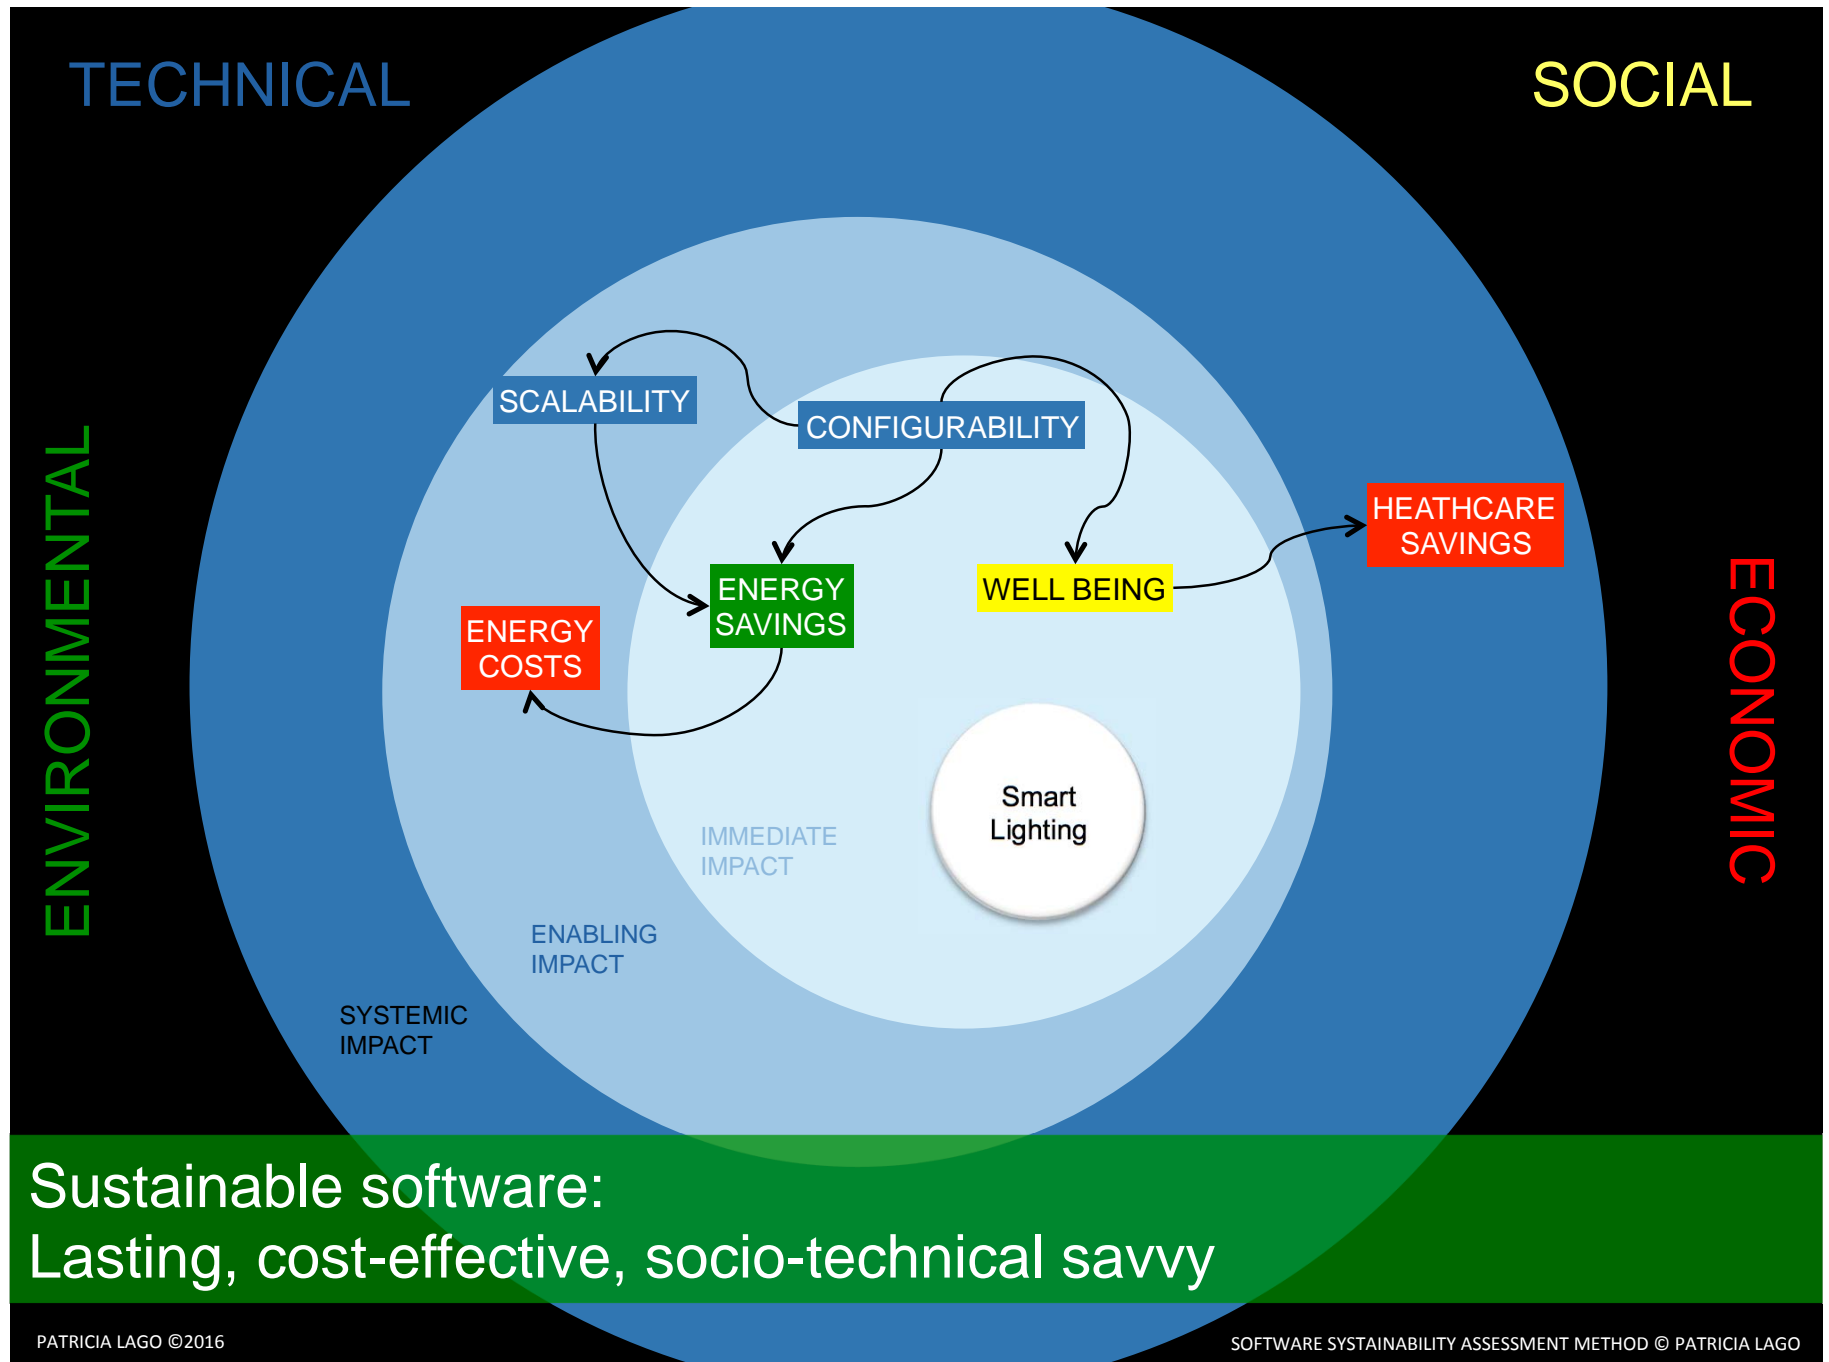 TECHNICAL
SOCIAL
ENVIRONMENTAL
ECONOMIC
SCALABILITY
CONFIGURABILITY
HEATHCARE
SAVINGS
ENERGY
SAVINGS
WELL BEING
ENERGY
COSTS
Smart
Lighting
IMMEDIATE
IMPACT
ENABLING
IMPACT
SYSTEMIC
IMPACT
Sustainable software:
Lasting, cost-effective, socio-technical savvy
PATRICIA LAGO ©2016
SOFTWARE SYSTAINABILITY ASSESSMENT METHOD © PATRICIA LAGO